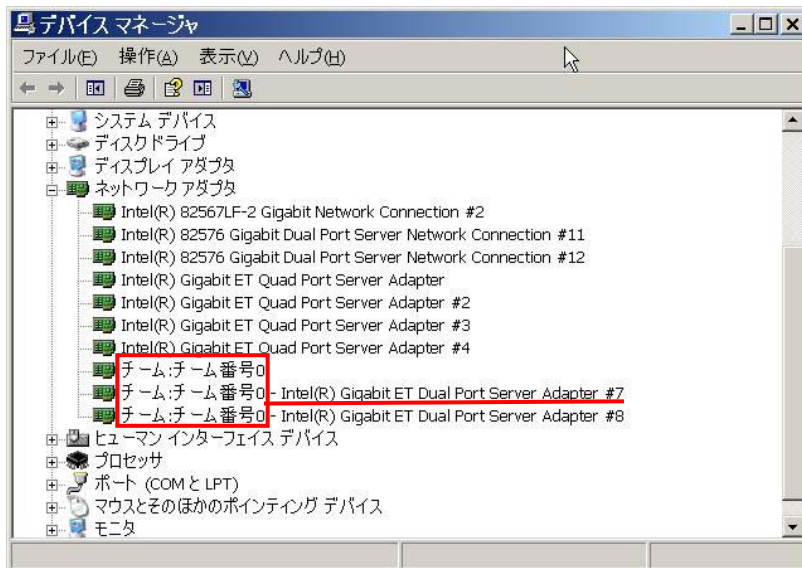 デバイス マネージャ
ファイル(F) 操作(A) 表示(V) ヘルプ(H)
システム デバイス
ディスク ドライブ
ディスプレイ アダプタ
ネットワーク アダプタ
Intel(R) 82567LF-2 Gigabit Network Connection #2
Intel(R) 82576 Gigabit Dual Port Server Network Connection #11
Intel(R) 82576 Gigabit Dual Port Server Network Connection #12
Intel(R) Gigabit ET Quad Port Server Adapter
Intel(R) Gigabit ET Quad Port Server Adapter #2
Intel(R) Gigabit ET Quad Port Server Adapter #3
Intel(R) Gigabit ET Quad Port Server Adapter #4
チーム:チーム番号0
チーム:チーム番号0 - Intel(R) Gigabit ET Dual Port Server Adapter #7
チーム:チーム番号0 - Intel(R) Gigabit ET Dual Port Server Adapter #8
ヒューマン インターフェイス デバイス
プロセッサ
ポート (COM と LPT)
マウスとそのほかのポインティング デバイス
モニタ